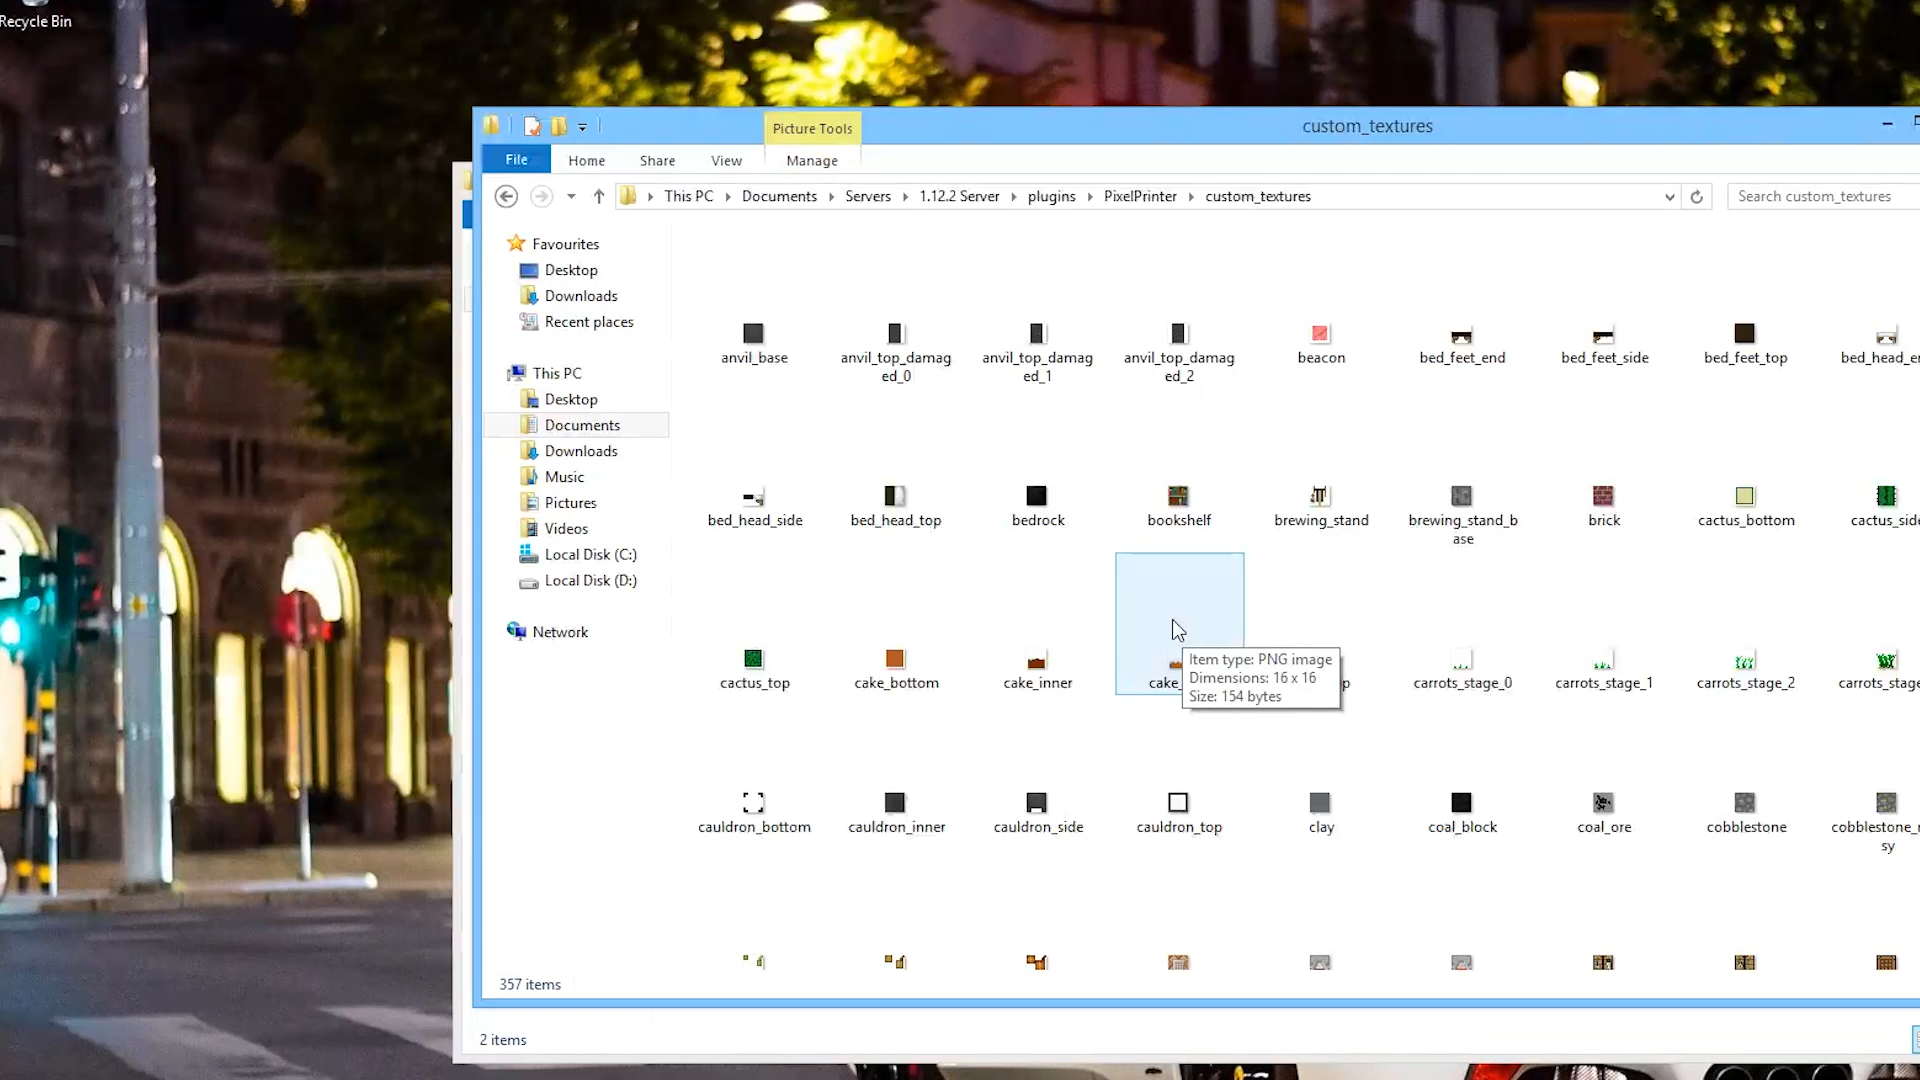 Recycle Bin
Picture Tools
custom_textures
File
Home
Share
View
Manage
This PC
Documents
Servers
1.12.2 Server
plugins
PixelPrinter
custom_textures
Search custom_textures
Favourites
Desktop
Downloads
Recent places
This PC
Desktop
Documents
Downloads
Music
Pictures
Videos
Local Disk (C:)
Local Disk (D:)
Network
anvil_base
anvil_top_damag
ed_0
anvil_top_damag
ed_1
anvil_top_damag
ed_2
beacon
bed_feet_end
bed_feet_side
bed_feet_top
bed_head_e
bed_head_side
bed_head_top
bedrock
bookshelf
brewing_stand
brewing_stand_b
ase
brick
cactus_bottom
cactus_side
cactus_top
cake_bottom
cake_inner
cake_
Item type: PNG image
Dimensions: 16 x 16
Size: 154 bytes
carrots_stage_0
carrots_stage_1
carrots_stage_2
carrots_stage
cauldron_bottom
cauldron_inner
cauldron_side
cauldron_top
clay
coal_block
coal_ore
cobblestone
cobblestone_
sy
357 items
2 items